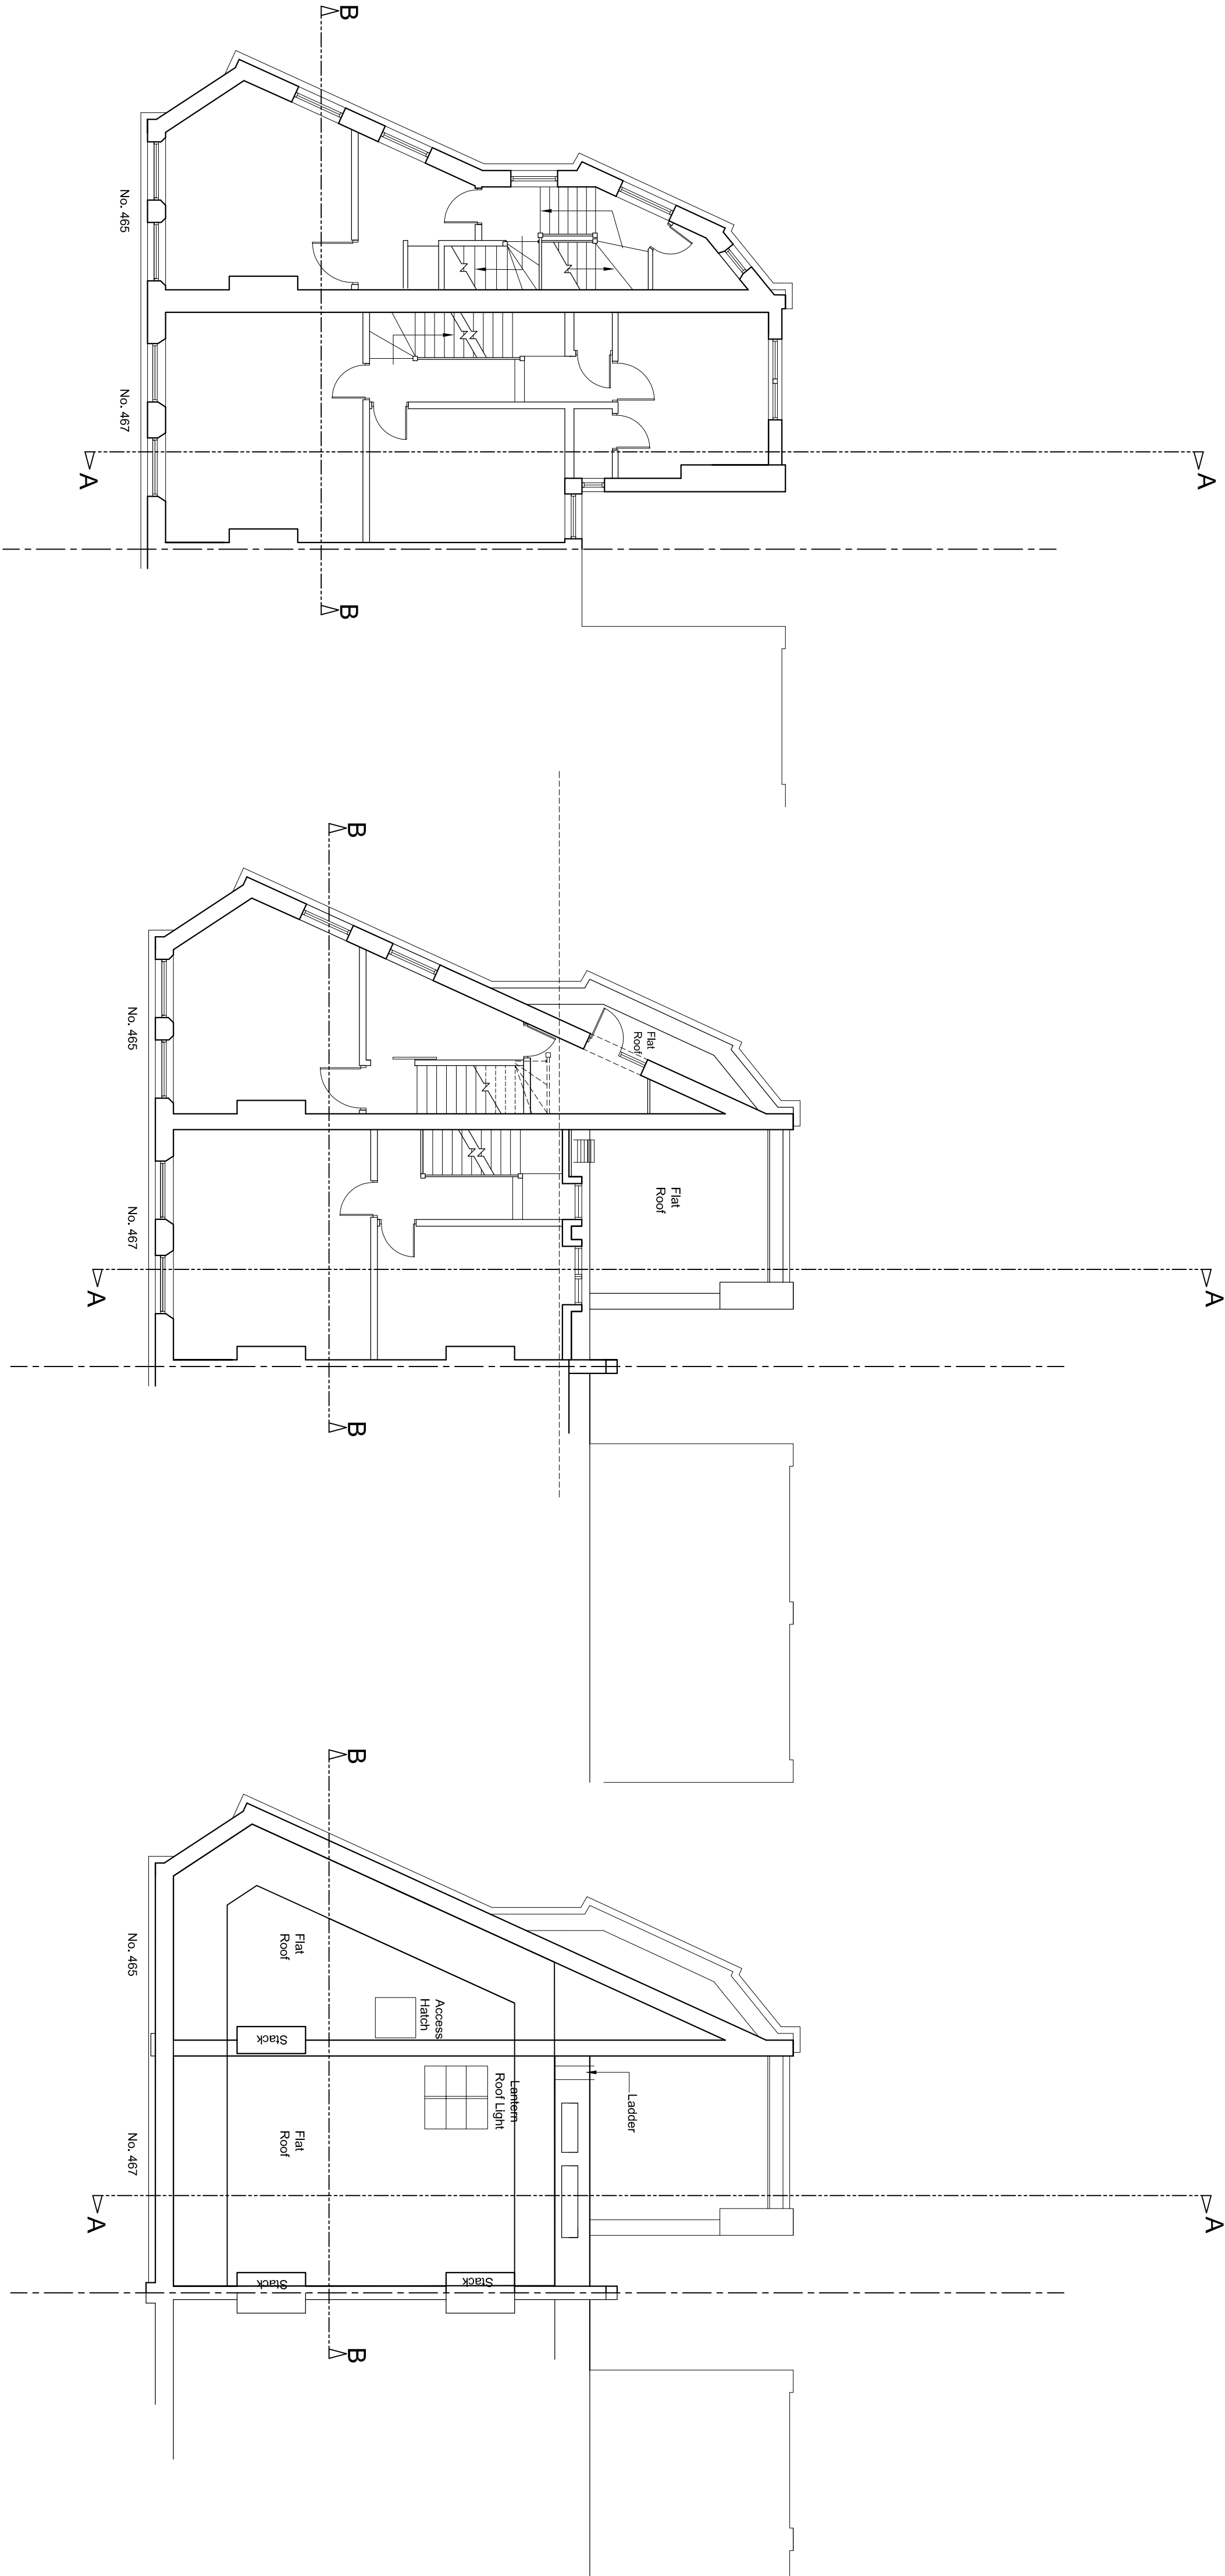 B
No. 465
No. 467
A
A
B
B
No. 465
Flat
Roof
Flat
Roof
No. 467
A
A
B
B
No. 465
Flat
Roof
Access
Hatch
Stack
Lantern
Roof Light
Ladder
Flat
Roof
No. 467
A
A
Stack
Stack
B